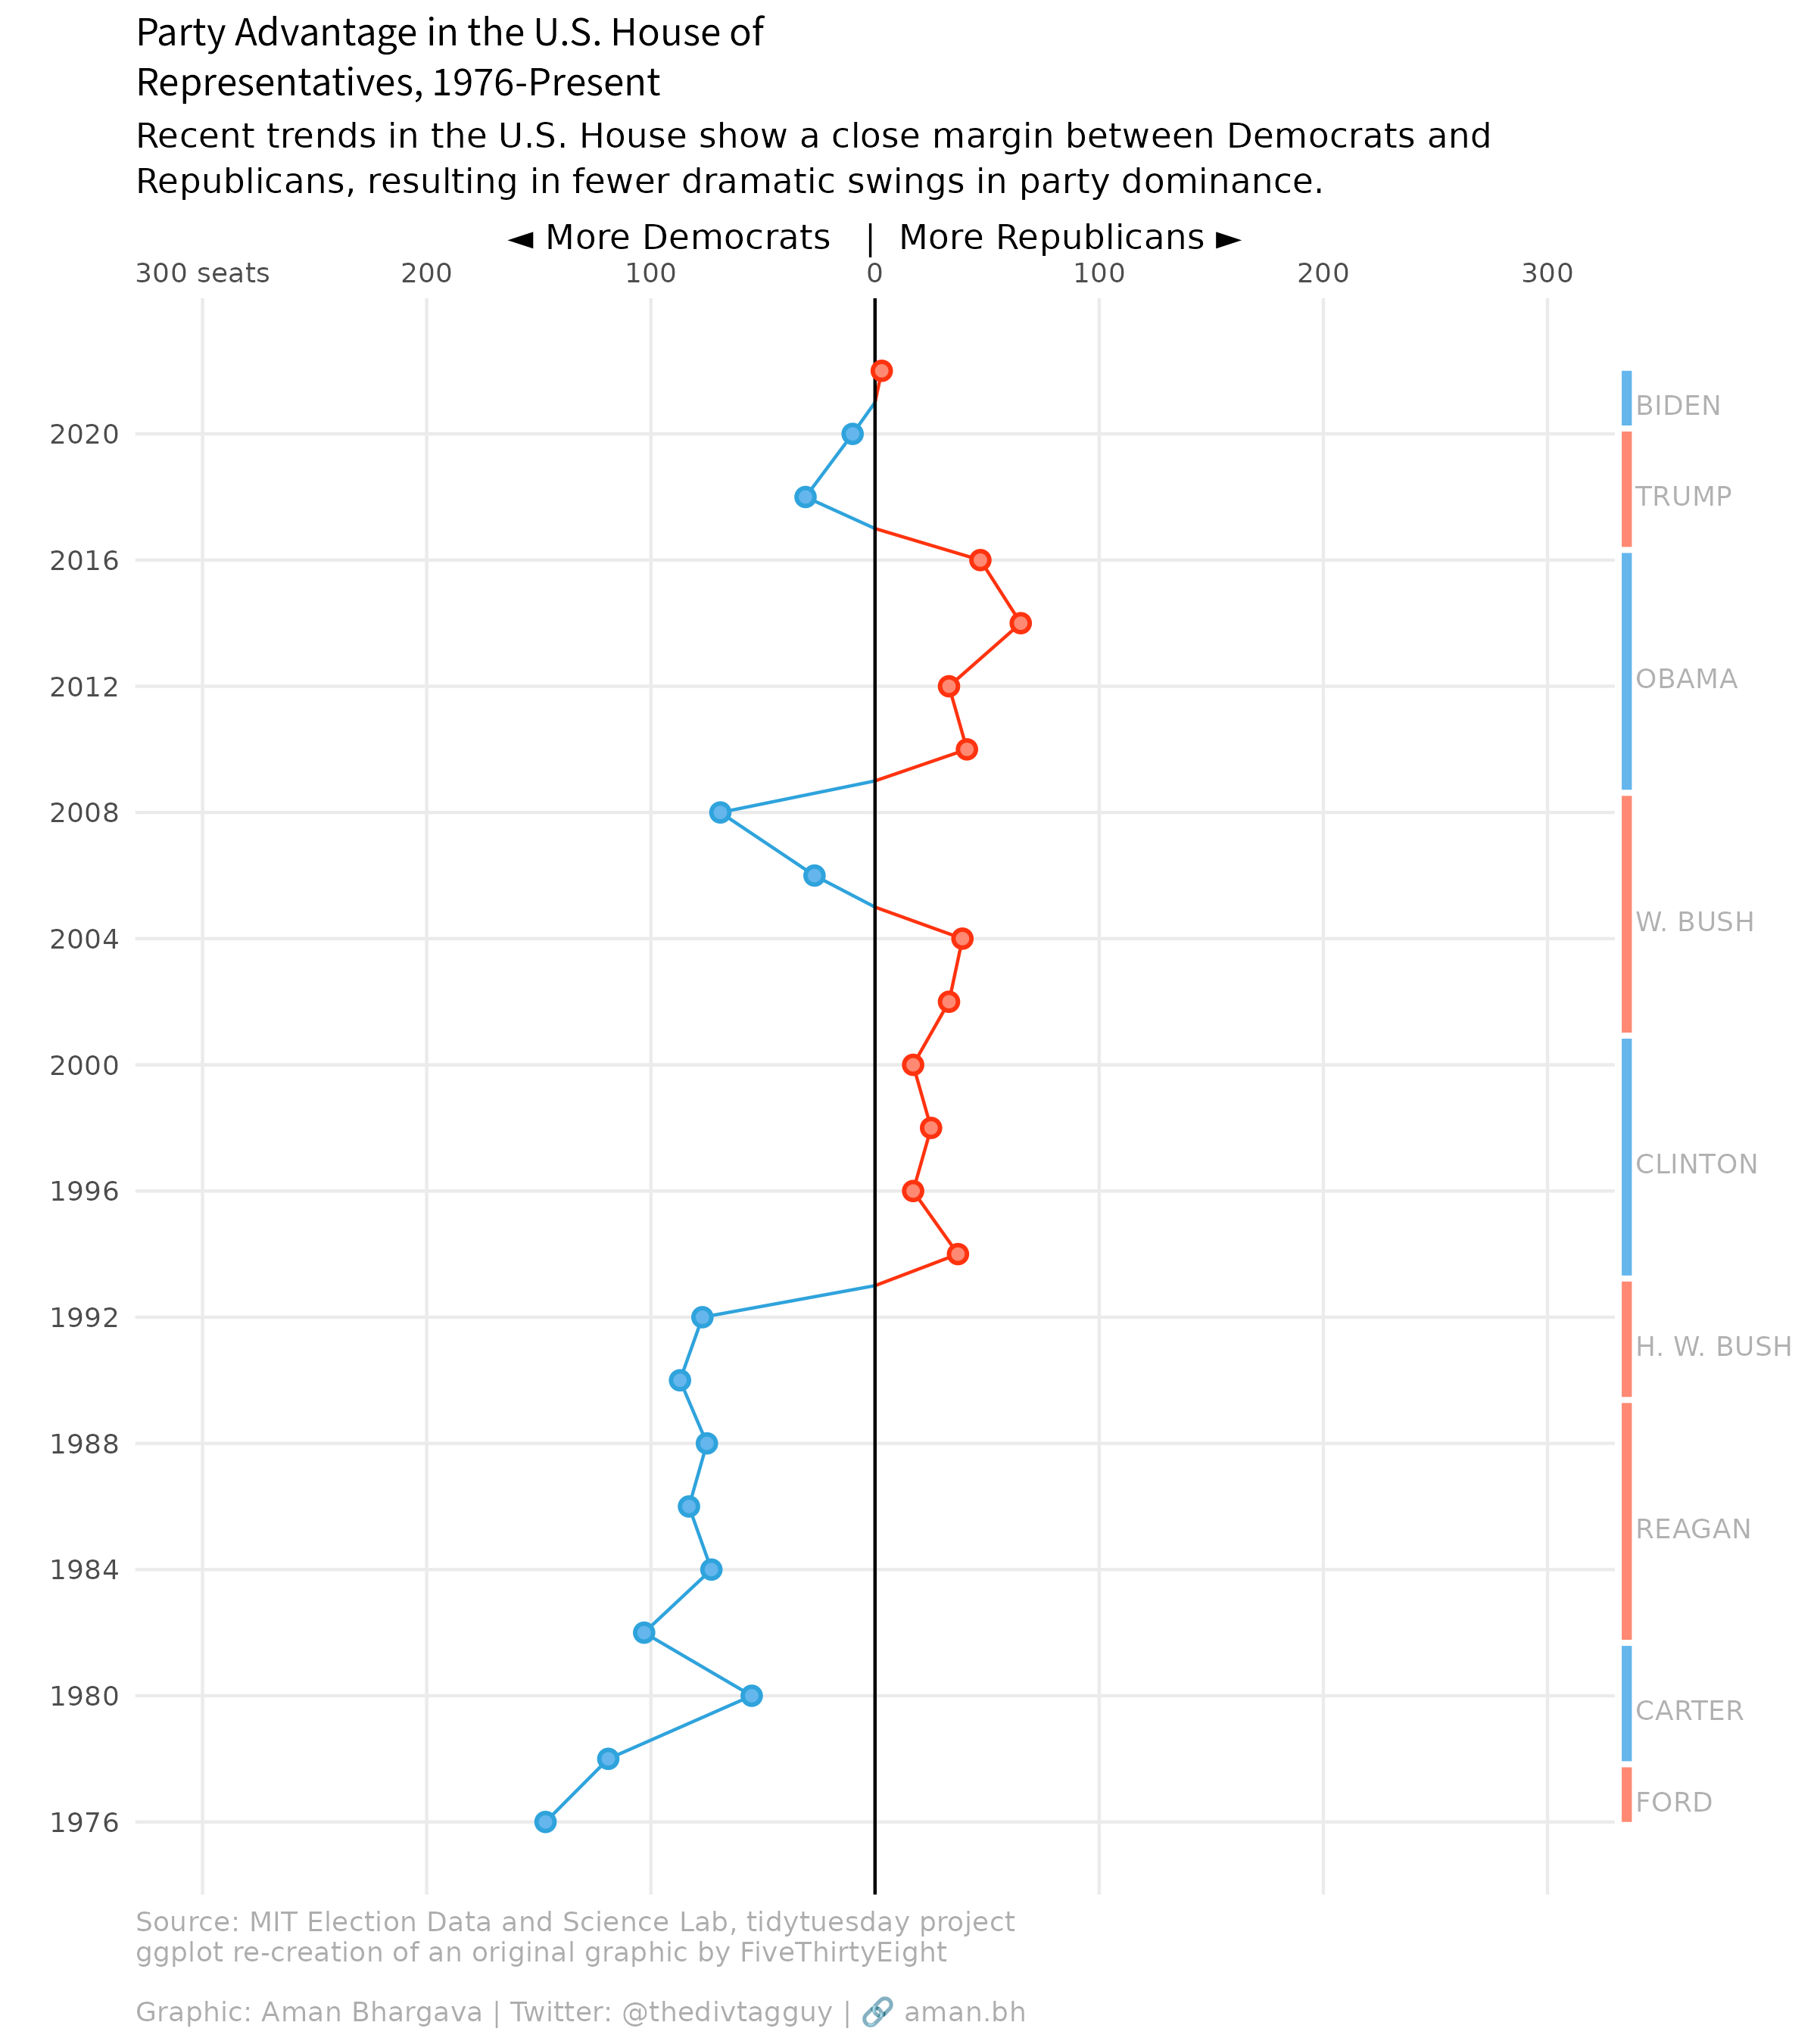 Party Advantage in the U.S. House of
Representatives, 1976-Present
Recent trends in the U.S. House show a close margin between Democrats and
Republicans, resulting in fewer dramatic swings in party dominance.
◄ More Democrats | More Republicans ►
300 seats 200 100 0 100 200 300
BIDEN
2020
TRUMP
2016
OBAMA
2012
2008
W. BUSH
2004
2000
CLINTON
1996
1992
H. W. BUSH
1988
REAGAN
1984
1980
CARTER
FORD
1976
Source: MIT Election Data and Science Lab, tidytuesday project
ggplot re-creation of an original graphic by FiveThirtyEight
Graphic: Aman Bhargava | Twitter: @thedivtagguy | 🔗 aman.bh